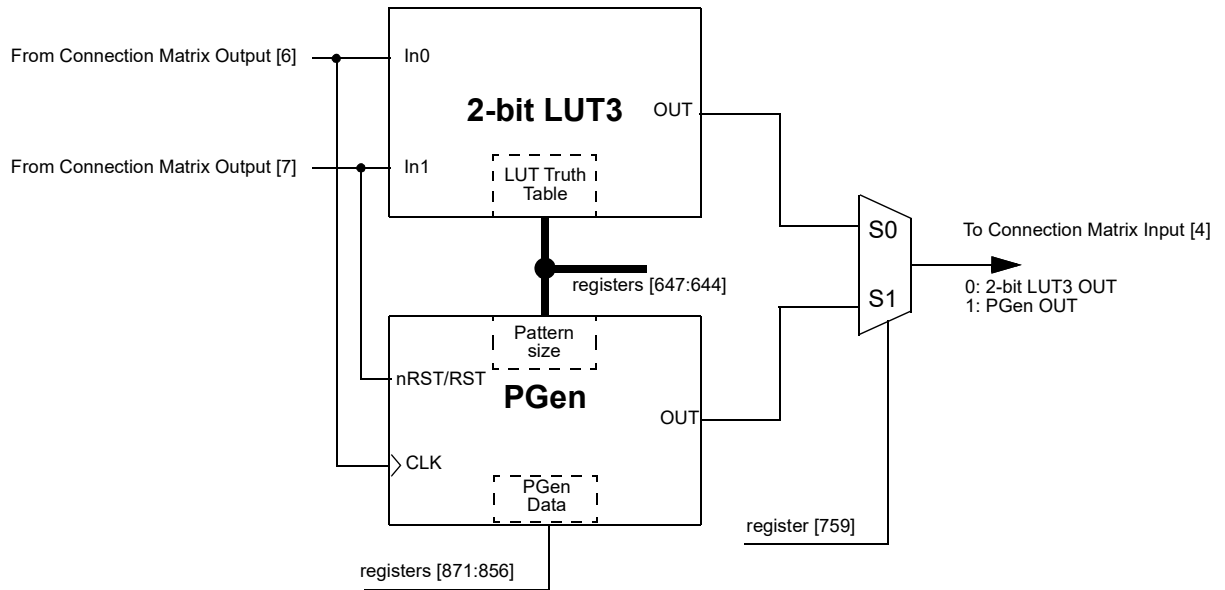 From Connection Matrix Output [6]
In0
2-bit LUT3
OUT
From Connection Matrix Output [7]
In1
LUT Truth
Table
S0
To Connection Matrix Input [4]
registers [647:644]
0: 2-bit LUT3 OUT
1: PGen OUT
S1
Pattern
size
nRST/RST
PGen
OUT
CLK
PGen
Data
register [759]
registers [871:856]